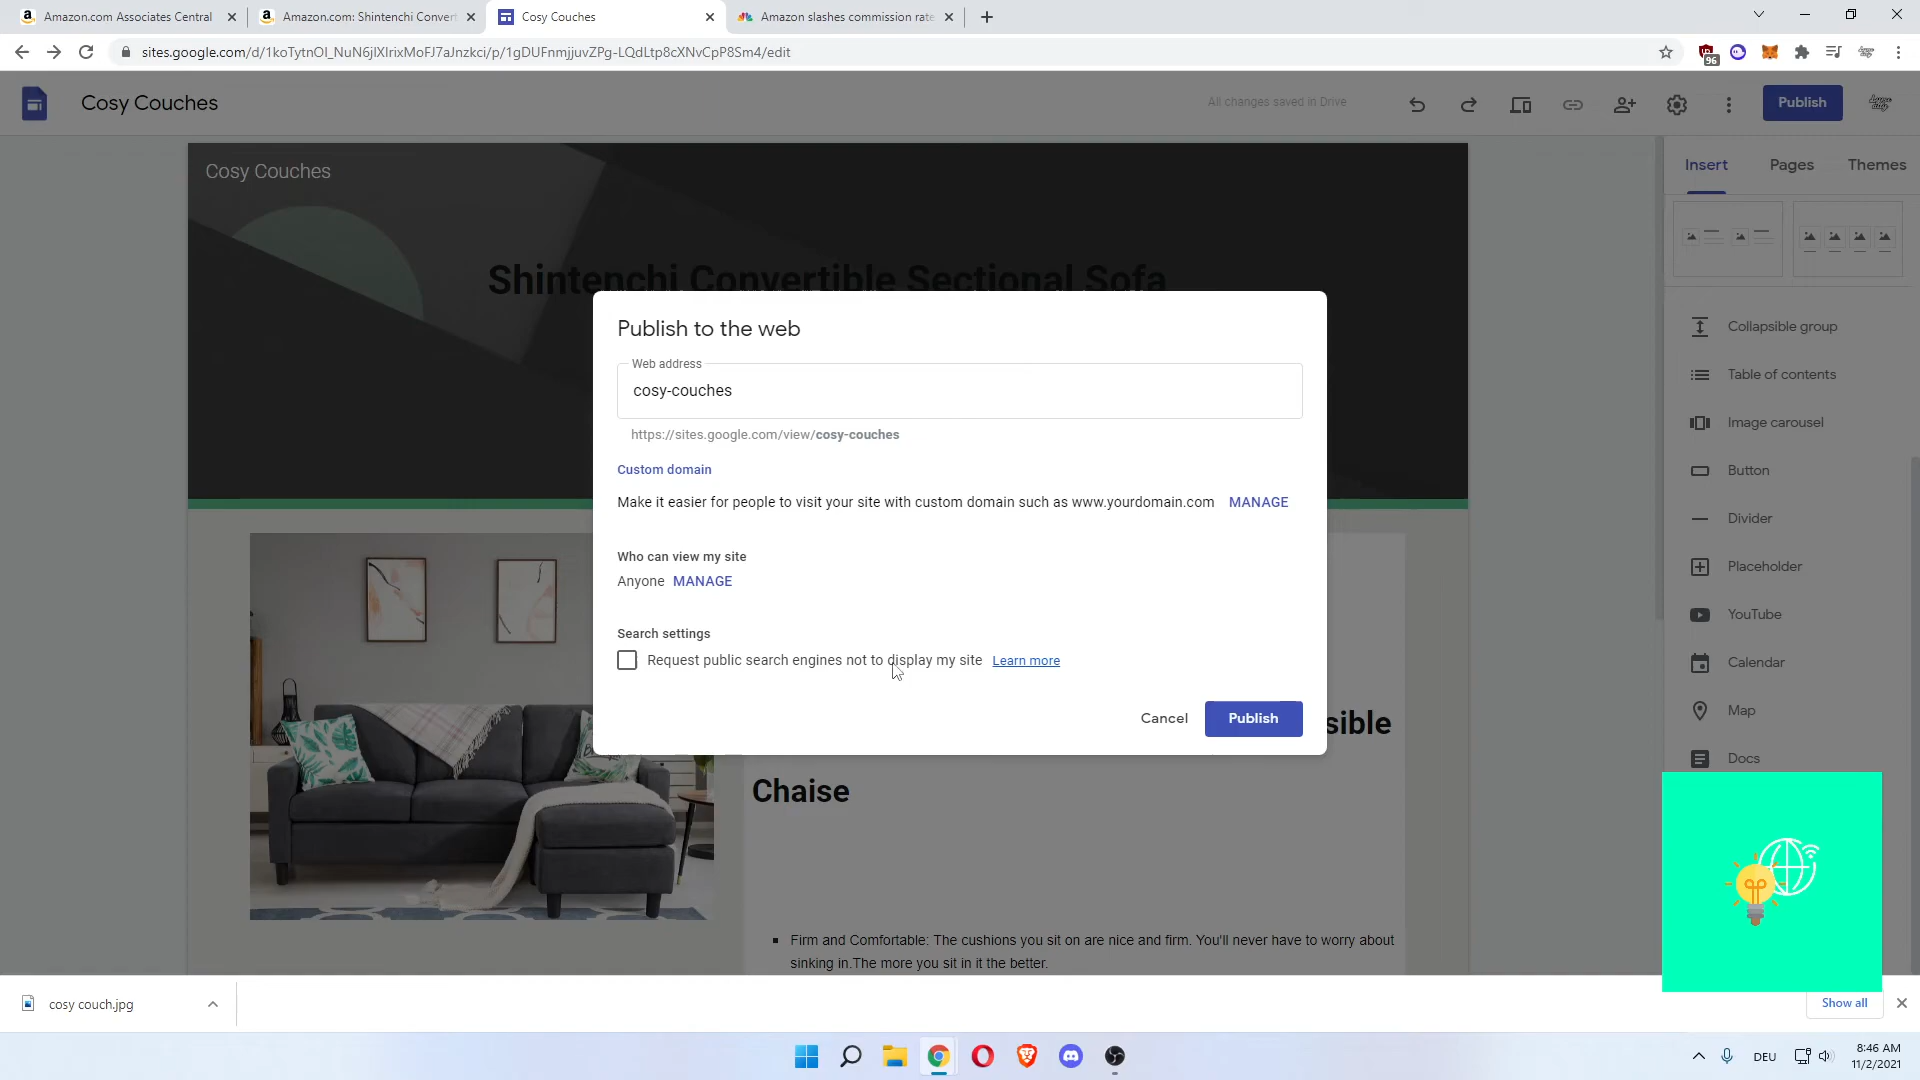 Amazon.com Associates Central
Amazon.com: Shintenchi Convert
Cosy Couches
Amazon slashes commission rate
sites.google.com/d/1koTytnOI_NuN6jlXlrixMoFJ7aJnzkci/p/1gDUFnmjjuvZPg-LQdLtp8cXNvCpP8Sm4/edit
96
Cosy Couches
All changes saved in Drive
Publish
Cosy Couches
Insert
Pages
Themes
Shintenchi Convertible Sectional Sofa
Publish to the web
Web address
cosy-couches
https://sites.google.com/view/cosy-couches
Custom domain
Make it easier for people to visit your site with custom domain such as www.yourdomain.com MANAGE
Who can view my site
Anyone MANAGE
Search settings
Request public search engines not to display my site Learn more
Cancel
Publish
Collapsible group
Table of contents
Image carousel
Button
Divider
Placeholder
YouTube
Calendar
Map
Docs
sible
Chaise
Firm and Comfortable: The cushions you sit on are nice and firm. You'll never have to worry about
sinking in.The more you sit in it the better.
cosy couch.jpg
Show all
DEU
8:46 AM
11/2/2021